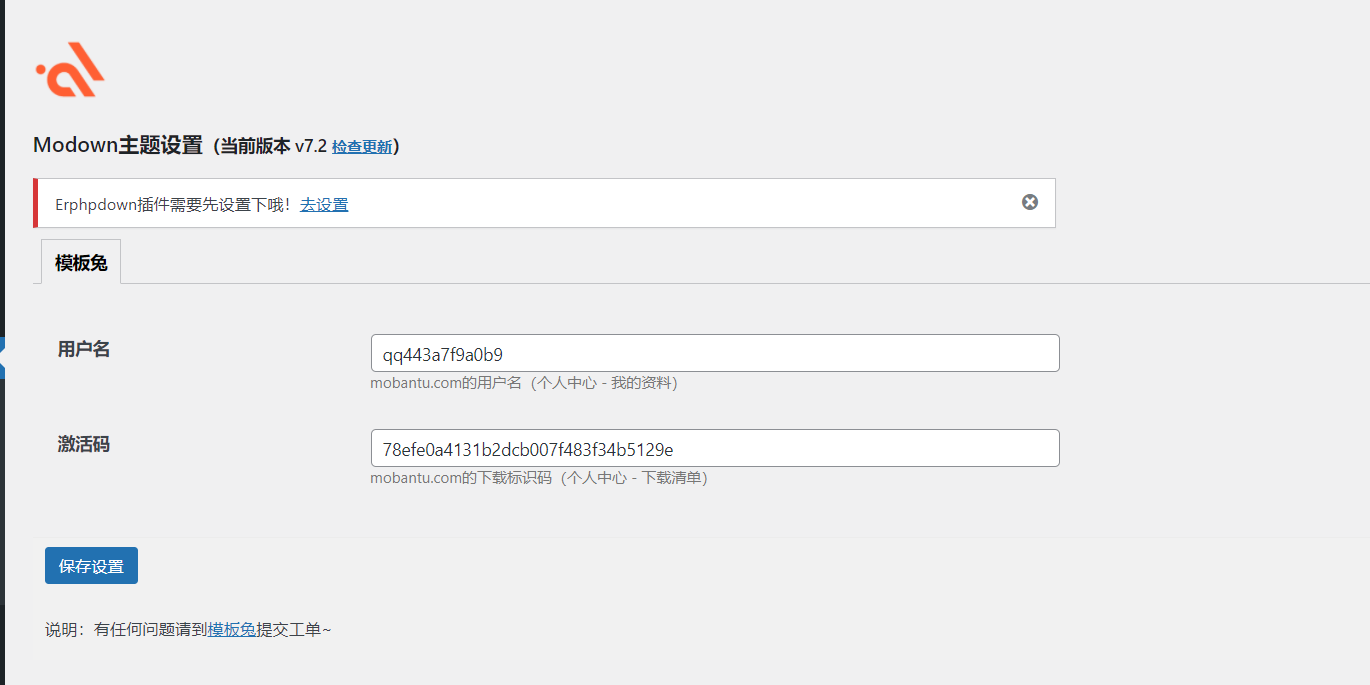 Modown主题设置（当前版本 v7.2 检查更新）
Erphpdown插件需要先设置下哦！去设置
模板兔
用户名
qq443a7f9a0b9
mobantu.com的用户名（个人中心 - 我的资料）
激活码
78efe0a4131b2dcb007f483f34b5129e
mobantu.com的下载标识码（个人中心 - 下载清单）
保存设置
说明：有任何问题请到模板兔提交工单~